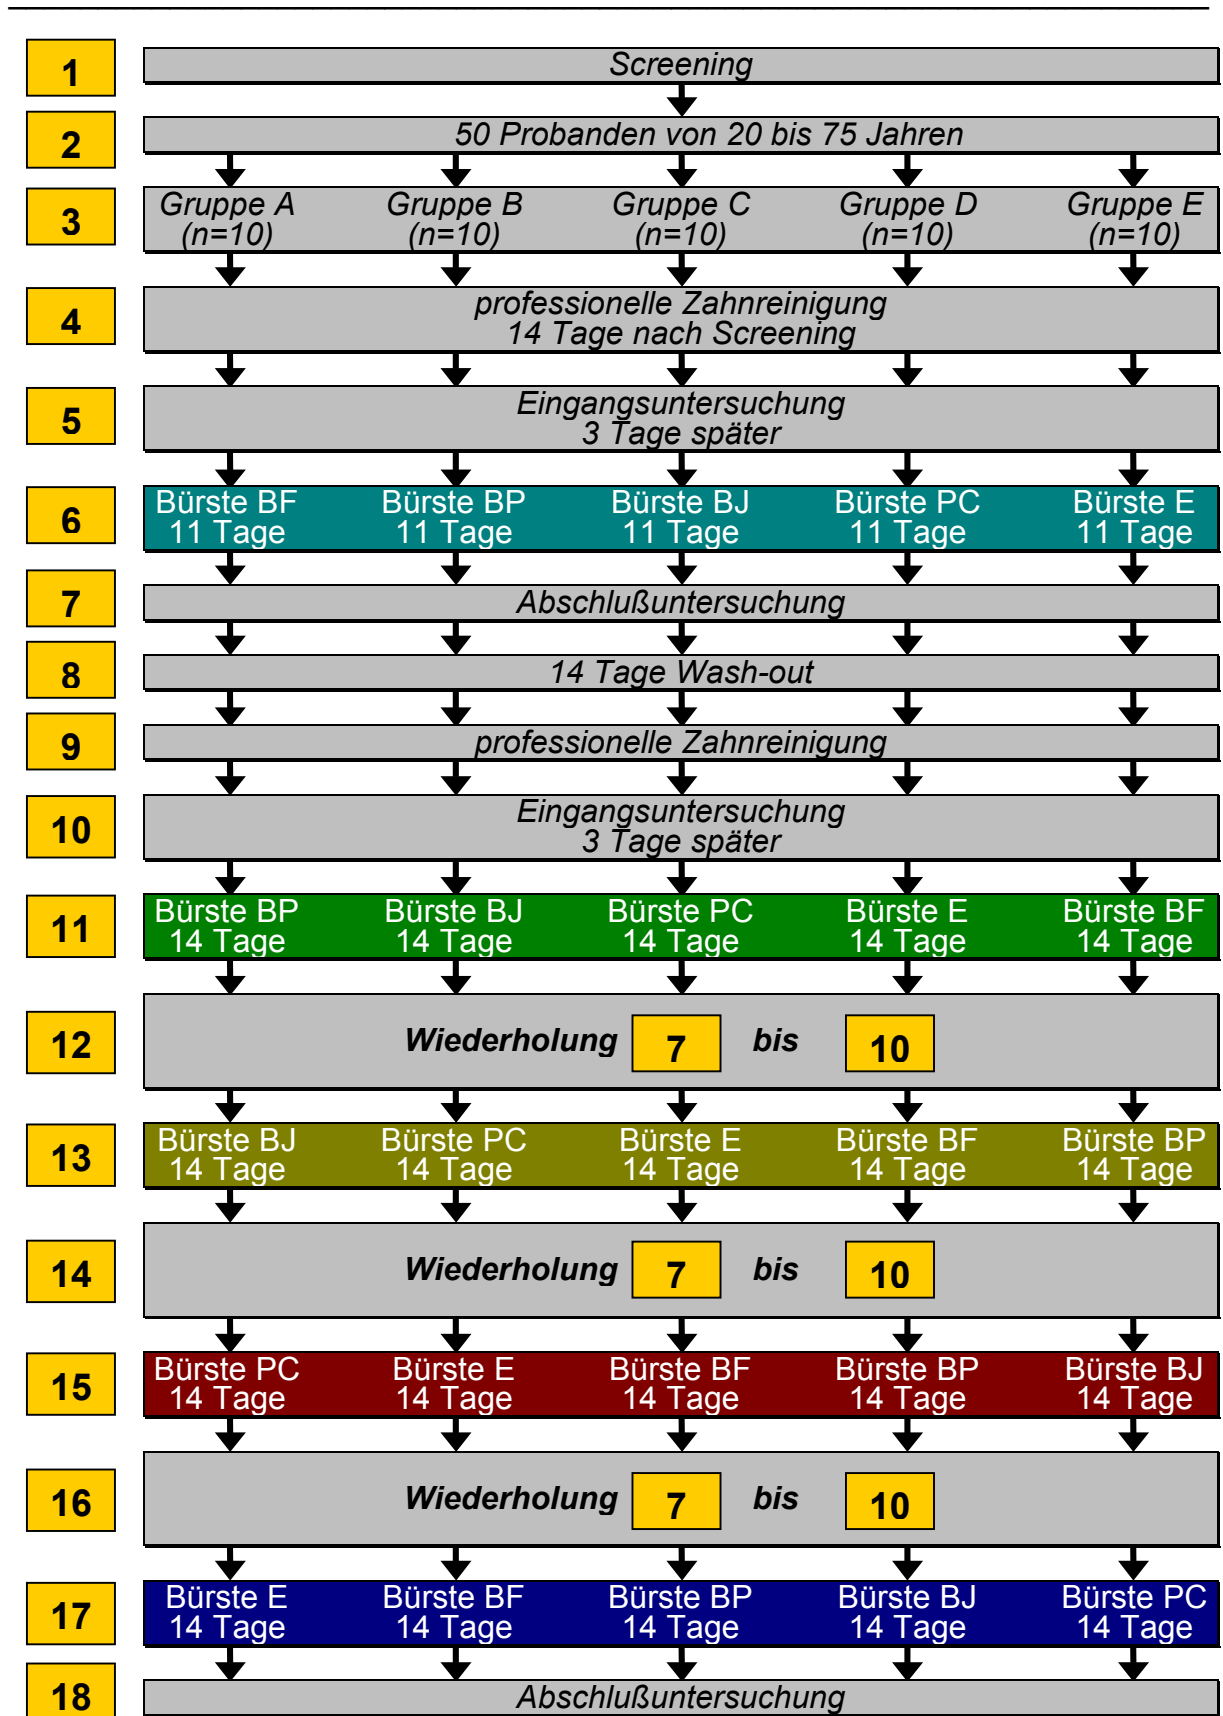 1
Screening
2
50 Probanden von 20 bis 75 Jahren
3
Gruppe A Gruppe B Gruppe C Gruppe D Gruppe E
(n=10) (n=10) (n=10) (n=10) (n=10)
4
professionelle Zahnreinigung
14 Tage nach Screening
5
Eingangsuntersuchung
3 Tage später
6
Bürste BF Bürste BP Bürste BJ Bürste PC Bürste E
11 Tage 11 Tage 11 Tage 11 Tage 11 Tage
7
Abschlußuntersuchung
8
14 Tage Wash-out
9
professionelle Zahnreinigung
10
Eingangsuntersuchung
3 Tage später
11
Bürste BP Bürste BJ Bürste PC Bürste E Bürste BF
14 Tage 14 Tage 14 Tage 14 Tage 14 Tage
12
Wiederholung 7 bis 10
13
Bürste BJ Bürste PC Bürste E Bürste BF Bürste BP
14 Tage 14 Tage 14 Tage 14 Tage 14 Tage
14
Wiederholung 7 bis 10
15
Bürste PC Bürste E Bürste BF Bürste BP Bürste BJ
14 Tage 14 Tage 14 Tage 14 Tage 14 Tage
16
Wiederholung 7 bis 10
17
Bürste E Bürste BF Bürste BP Bürste BJ Bürste PC
14 Tage 14 Tage 14 Tage 14 Tage 14 Tage
18
Abschlußuntersuchung